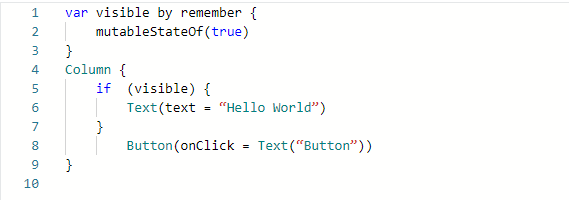 1 var visible by remember {
2     mutableStateOf(true)
3 }
4 Column {
5     if  (visible) {
6         Text(text = “Hello World”)
7     }
8         Button(onClick = Text(“Button”))
9 }
10